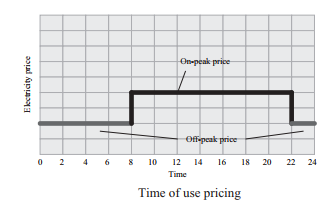 Electricity price
On-peak price
Off-peak price
0 2 4 6 8 10 12 14 16 18 20 22 24
Time
Time of use pricing